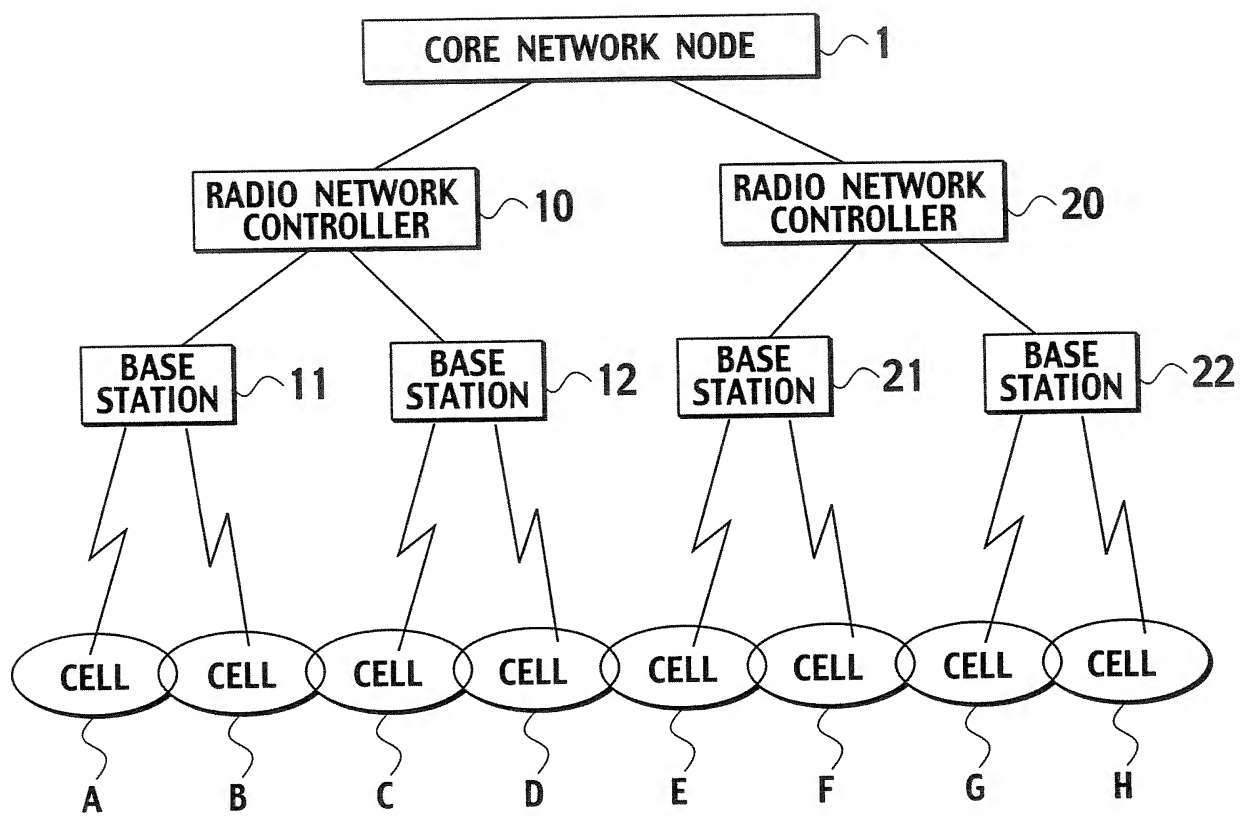 CORE NETWORK NODE 1
RADIO NETWORK
CONTROLLER 10
RADIO NETWORK
CONTROLLER 20
BASE
STATION 11
BASE
STATION 12
BASE
STATION 21
BASE
STATION 22
CELL CELL CELL CELL CELL CELL CELL CELL
A B C D E F G H